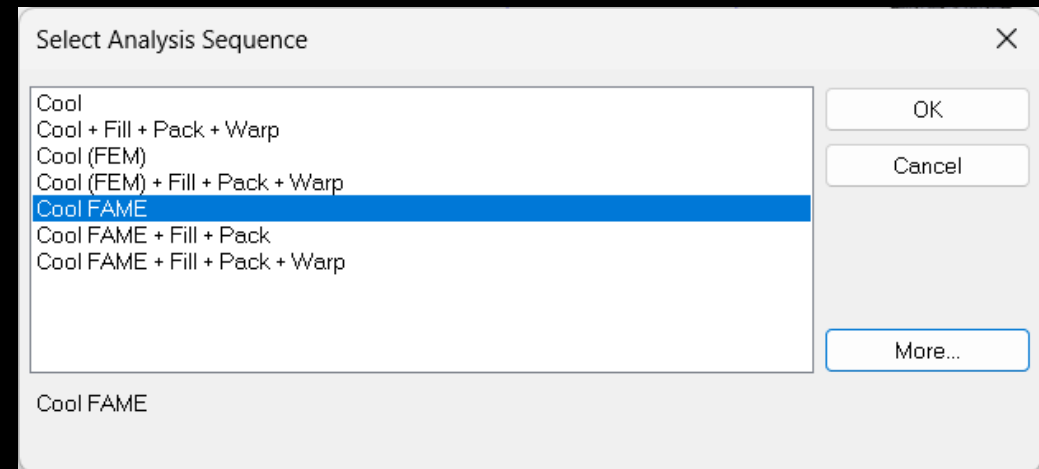 Select Analysis Sequence
Cool
Cool + Fill + Pack + Warp
Cool (FEM)
Cool (FEM) + Fill + Pack + Warp
Cool FAME
Cool FAME + Fill + Pack
Cool FAME + Fill + Pack + Warp
OK
Cancel
More...
Cool FAME